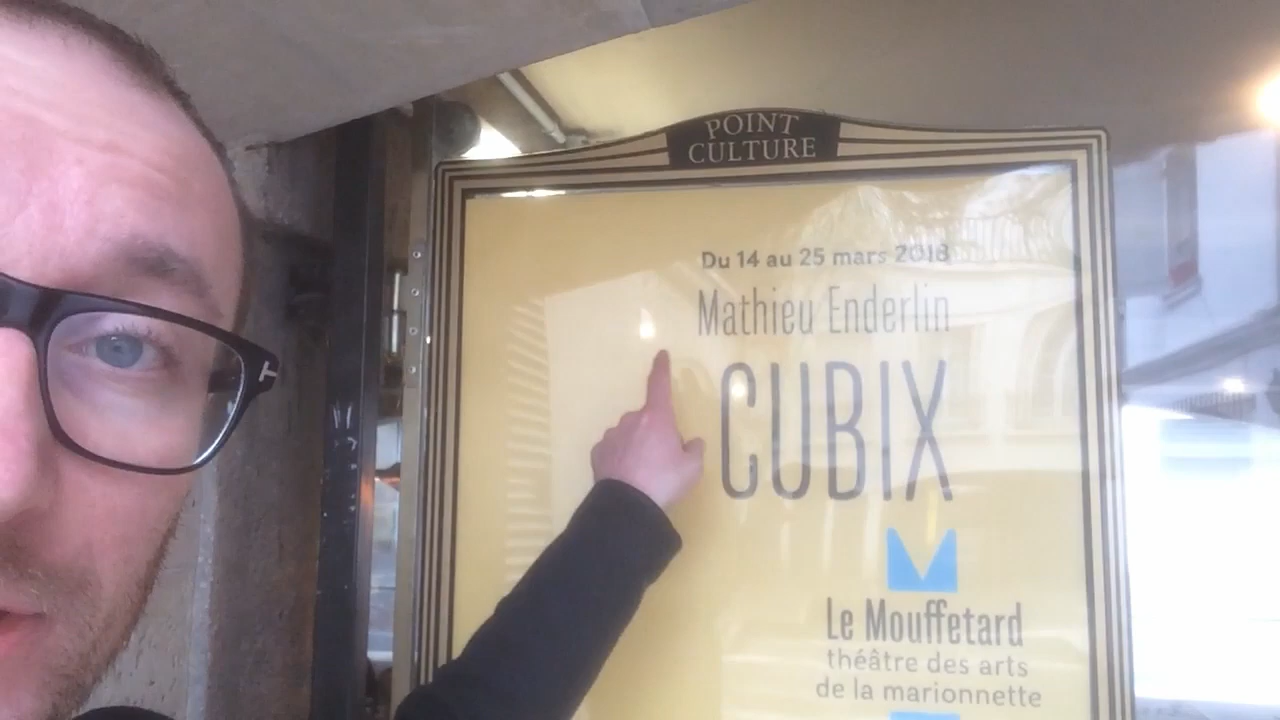 POINT
CULTURE
Du 14 au 25 mars 2018
Mathieu Enderlin
CUBIX
Le Mouffetard
théâtre des arts
de la marionnette